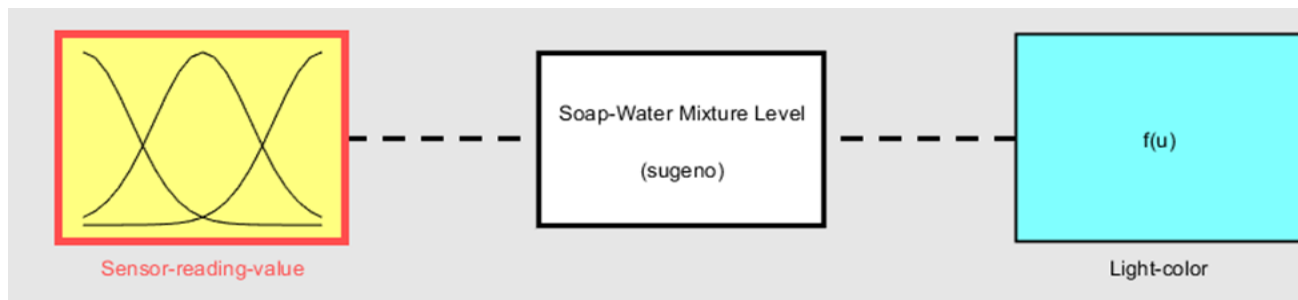 Soap-Water Mixture Level
(sugeno)
f(u)
Sensor-reading-value
Light-color